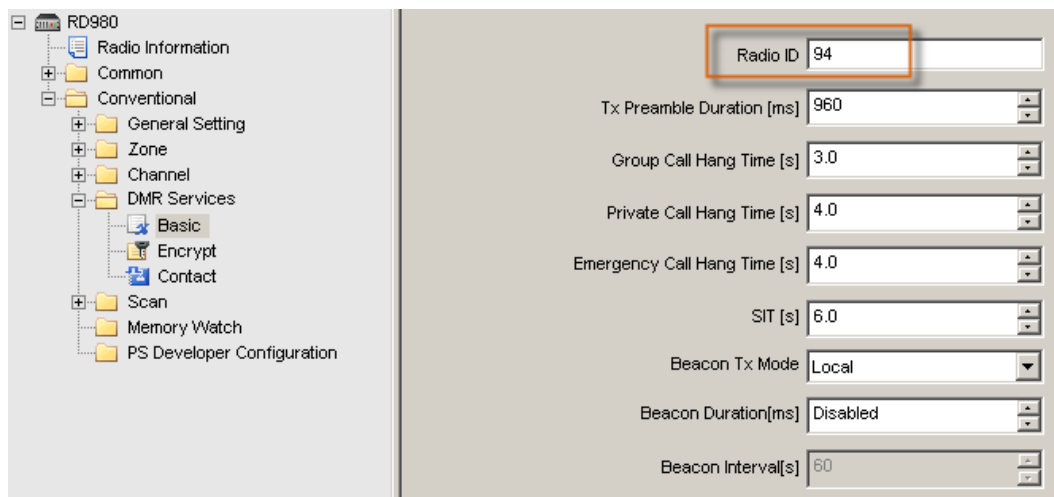 RD980
Radio Information
Common
Conventional
General Setting
Zone
Channel
DMR Services
Basic
Encrypt
Contact
Scan
Memory Watch
PS Developer Configuration
Radio ID 94
Tx Preamble Duration [ms] 960
Group Call Hang Time [s] 3.0
Private Call Hang Time [s] 4.0
Emergency Call Hang Time [s] 4.0
SIT [s] 6.0
Beacon Tx Mode Local
Beacon Duration[ms] Disabled
Beacon Interval[s] 60